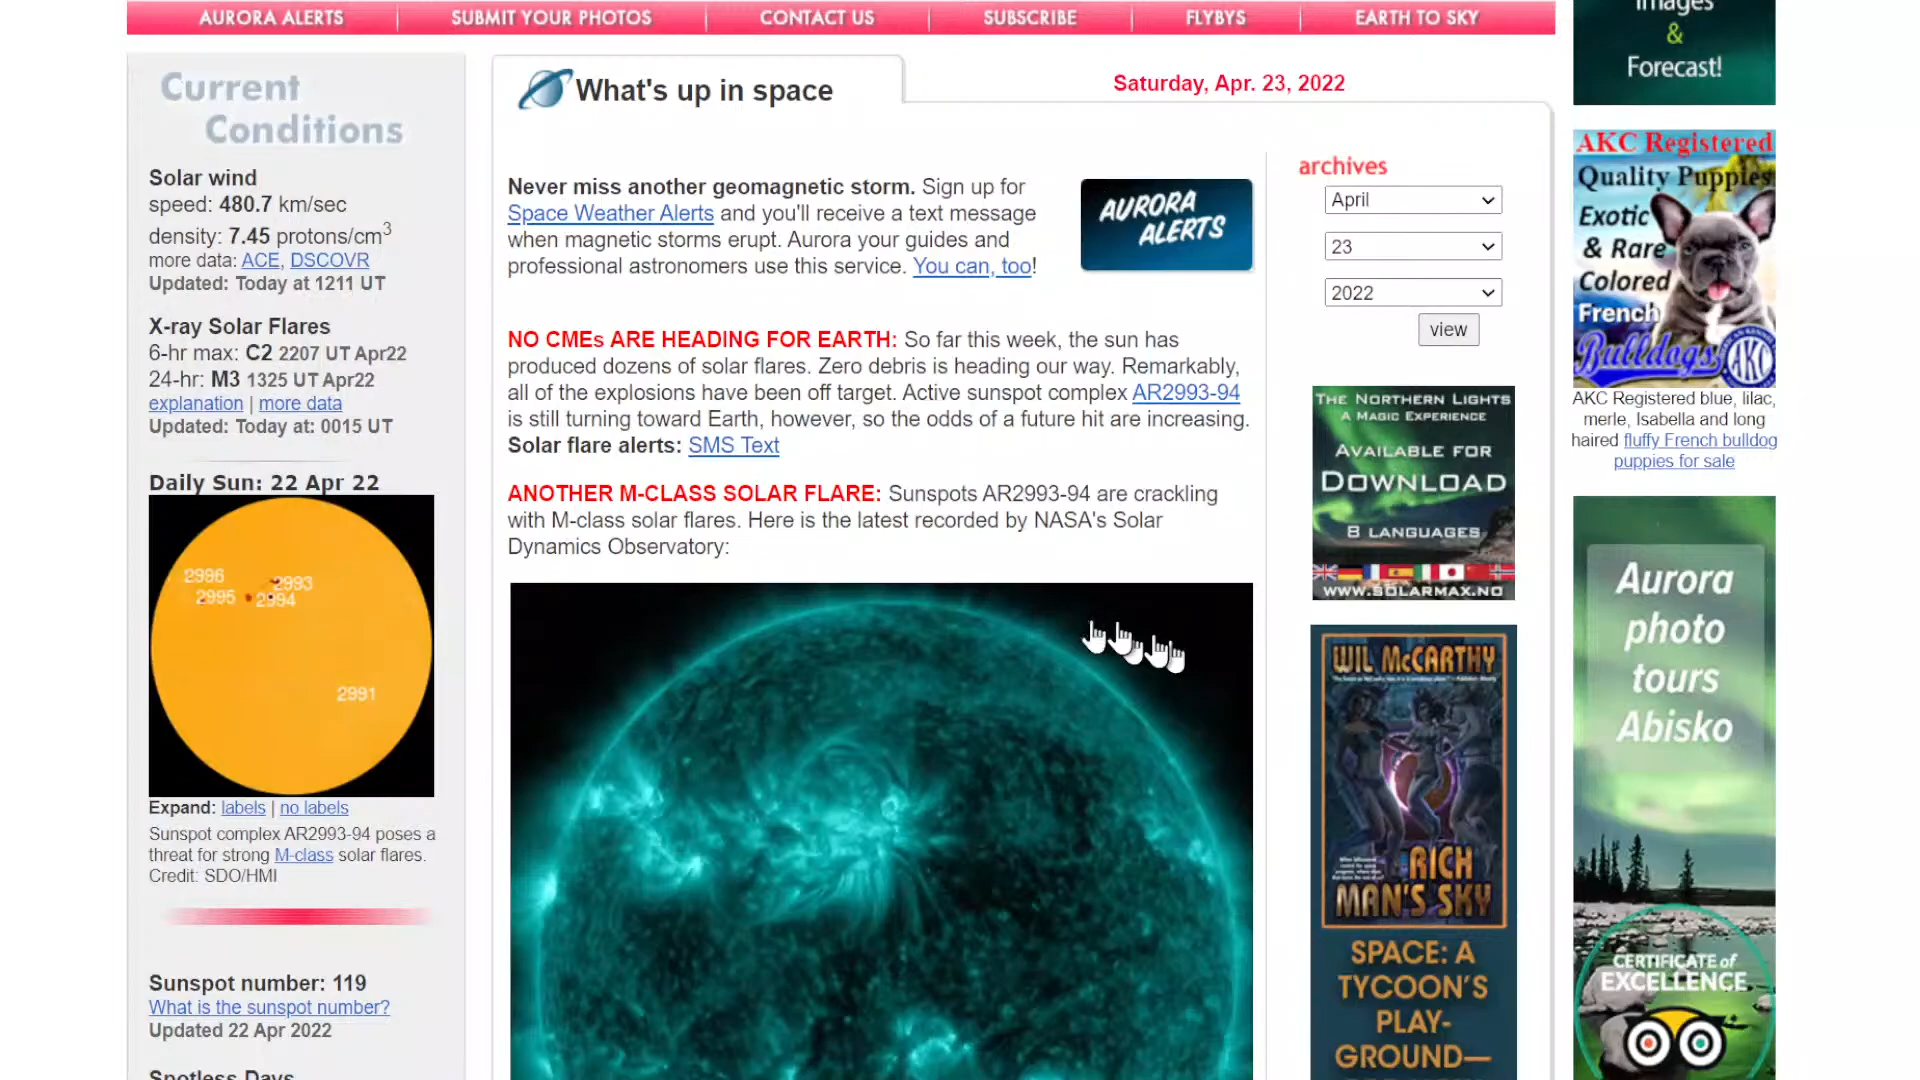 AURORA ALERTS
SUBMIT YOUR PHOTOS
CONTACT US
SUBSCRIBE
FLYBYS
EARTH TO SKY
Current
Conditions
Solar wind
speed: 480.7 km/sec
density: 7.45 protons/cm3
more data: ACE, DSCOVR
Updated: Today at 1211 UT
X-ray Solar Flares
6-hr max: C2 2207 UT Apr22
24-hr: M3 1325 UT Apr22
explanation | more data
Updated: Today at: 0015 UT
Daily Sun: 22 Apr 22
2996
2993
2995
2994
2991
Expand: labels | no labels
Sunspot complex AR2993-94 poses a
threat for strong M-class solar flares.
Credit: SDO/HMI
Sunspot number: 119
What is the sunspot number?
Updated 22 Apr 2022
Spotless Days
What's up in space
Saturday, Apr. 23, 2022
Never miss another geomagnetic storm. Sign up for
Space Weather Alerts and you'll receive a text message
when magnetic storms erupt. Aurora your guides and
professional astronomers use this service. You can, too!
AURORA
ALERTS
NO CMEs ARE HEADING FOR EARTH: So far this week, the sun has
produced dozens of solar flares. Zero debris is heading our way. Remarkably,
all of the explosions have been off target. Active sunspot complex AR2993-94
is still turning toward Earth, however, so the odds of a future hit are increasing.
Solar flare alerts: SMS Text
ANOTHER M-CLASS SOLAR FLARE: Sunspots AR2993-94 are crackling
with M-class solar flares. Here is the latest recorded by NASA's Solar
Dynamics Observatory:
archives
April
23
2022
view
THE NORTHERN LIGHTS
A MAGIC EXPERIENCE
AVAILABLE FOR
DOWNLOAD
8 LANGUAGES
WWW.SOLARMAX.NO
WIL McCARTHY
RICH
MAN'S SKY
SPACE: A
TYCOON'S
PLAY-
GROUND—
Images
&
Forecast!
AKC Registered
Quality Puppies
Exotic
& Rare
Colored
French
Bulldogs
AKC
AKC Registered blue, lilac,
merle, Isabella and long
haired fluffy French bulldog
puppies for sale
Aurora
photo
tours
Abisko
CERTIFICATE of
EXCELLENCE